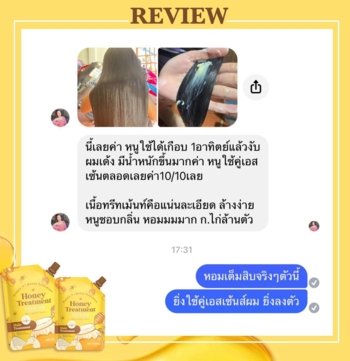 REVIEW
นี้เลยค่า หนูใช้ได้เกือบ 1อาทิตย์แล้วงับ
ผมเด้ง มีน้ำหนักขึ้นมากค่า หนูใช้คู่เอส
เซ้นตลอดเลยค่า10/10เลย
เนื้อทรีทเม้นท์คือแน่นละเอียด ล้างง่าย
หนูชอบกลิ่น หอมมมมาก ก.ไก่ล้านตัว
17:31
หอมเต็มสิบจริงๆตัวนี้
ยิ่งใช้คู่เอสเซ้นส์ผม ยิ่งลงตัว
Honey
Treatment
Honey
Treatment